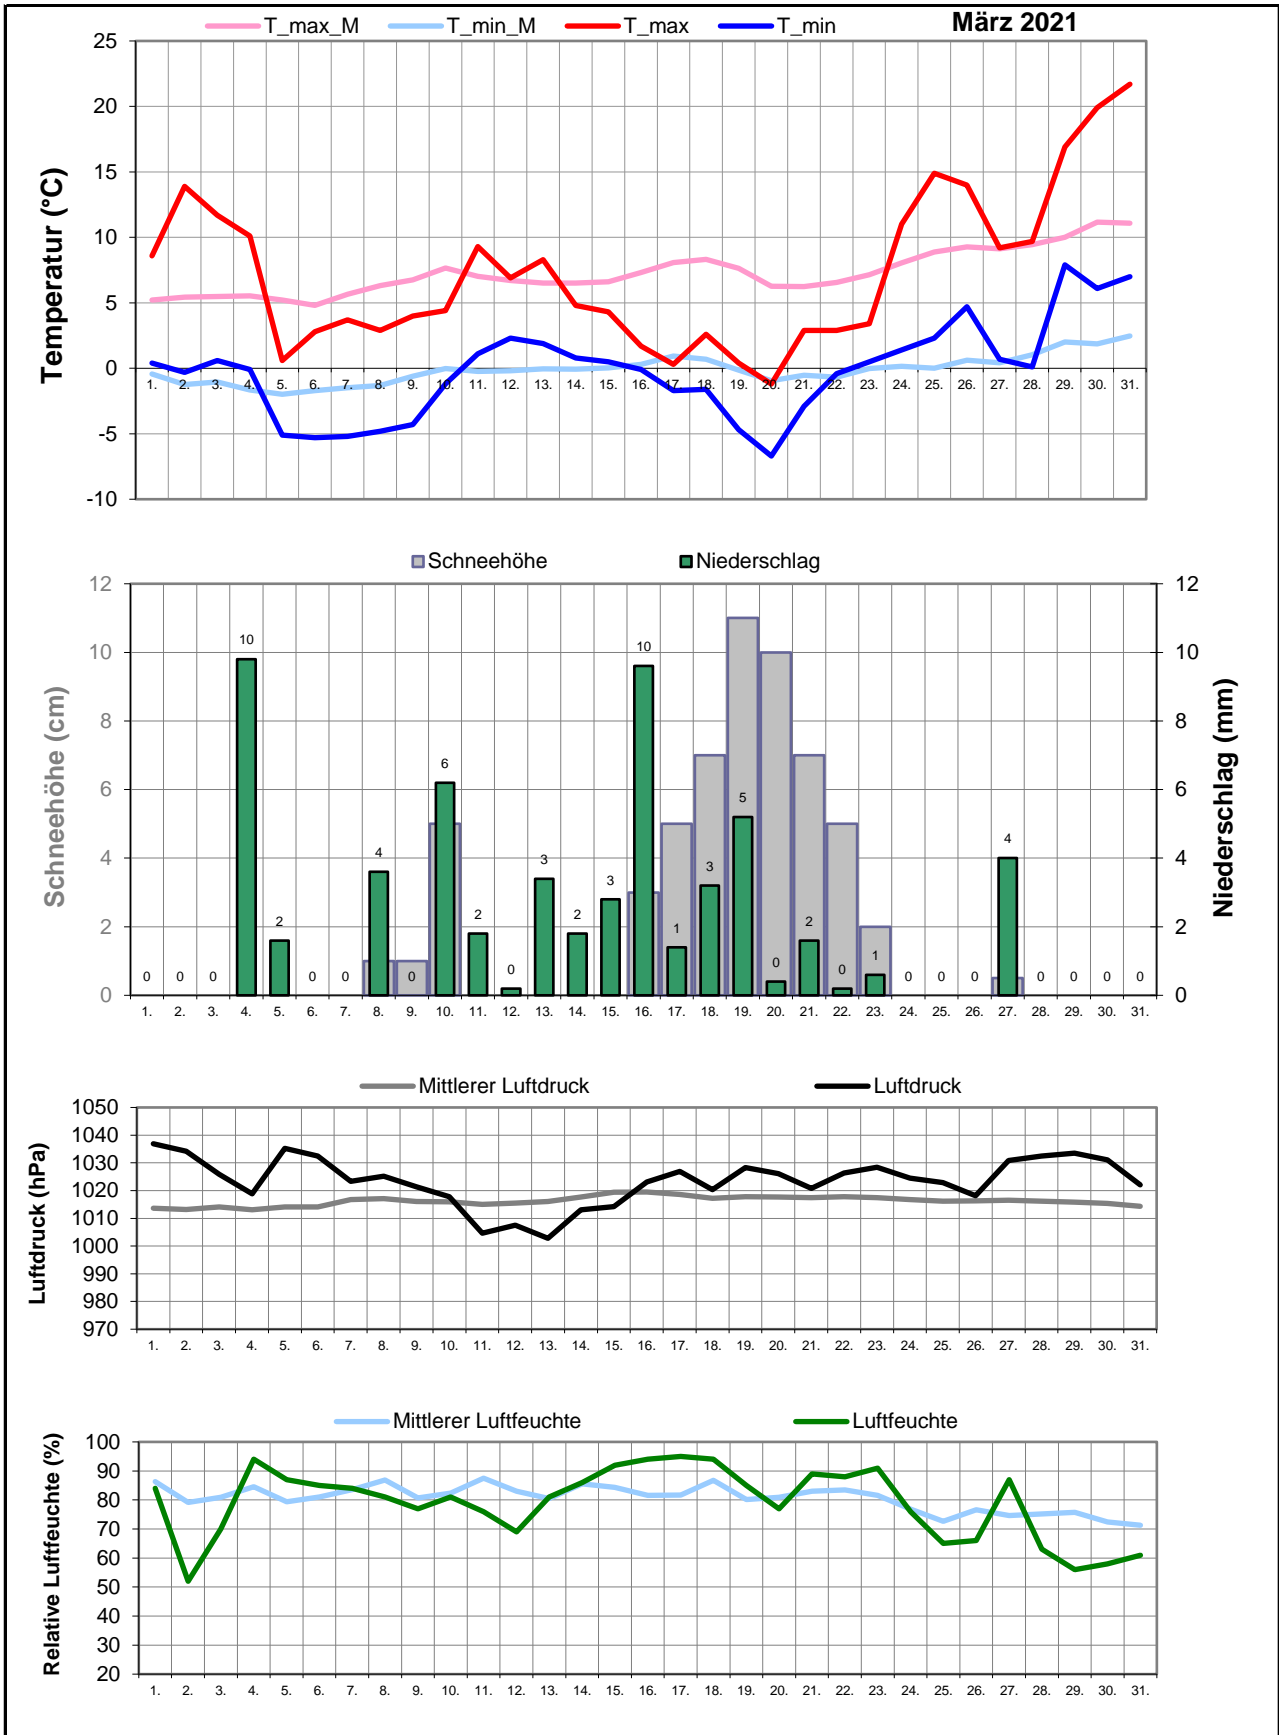 März 2021
T_max_M T_min_M T_max T_min
Temperatur (°C)
25
20
15
10
5
0
-5
-10
1. 2. 3. 4. 5. 6. 7. 8. 9. 10. 11. 12. 13. 14. 15. 16. 17. 18. 19. 20. 21. 22. 23. 24. 25. 26. 27. 28. 29. 30. 31.
Schneehöhe Niederschlag
Schneehöhe (cm)
Niederschlag (mm)
12 12
10 10
8 8
6 6
4 4
2 2
0 0
0 0 0 10 2 0 0 4 0 6 2 0 3 2 3 10 1 3 5 0 2 0 1 0 0 0 4 0 0 0 0
1. 2. 3. 4. 5. 6. 7. 8. 9. 10. 11. 12. 13. 14. 15. 16. 17. 18. 19. 20. 21. 22. 23. 24. 25. 26. 27. 28. 29. 30. 31.
Mittlerer Luftdruck Luftdruck
Luftdruck (hPa)
1050
1040
1030
1020
1010
1000
990
980
970
1. 2. 3. 4. 5. 6. 7. 8. 9. 10. 11. 12. 13. 14. 15. 16. 17. 18. 19. 20. 21. 22. 23. 24. 25. 26. 27. 28. 29. 30. 31.
Mittlerer Luftfeuchte Luftfeuchte
Relative Luftfeuchte (%)
100
90
80
70
60
50
40
30
20
1. 2. 3. 4. 5. 6. 7. 8. 9. 10. 11. 12. 13. 14. 15. 16. 17. 18. 19. 20. 21. 22. 23. 24. 25. 26. 27. 28. 29. 30. 31.